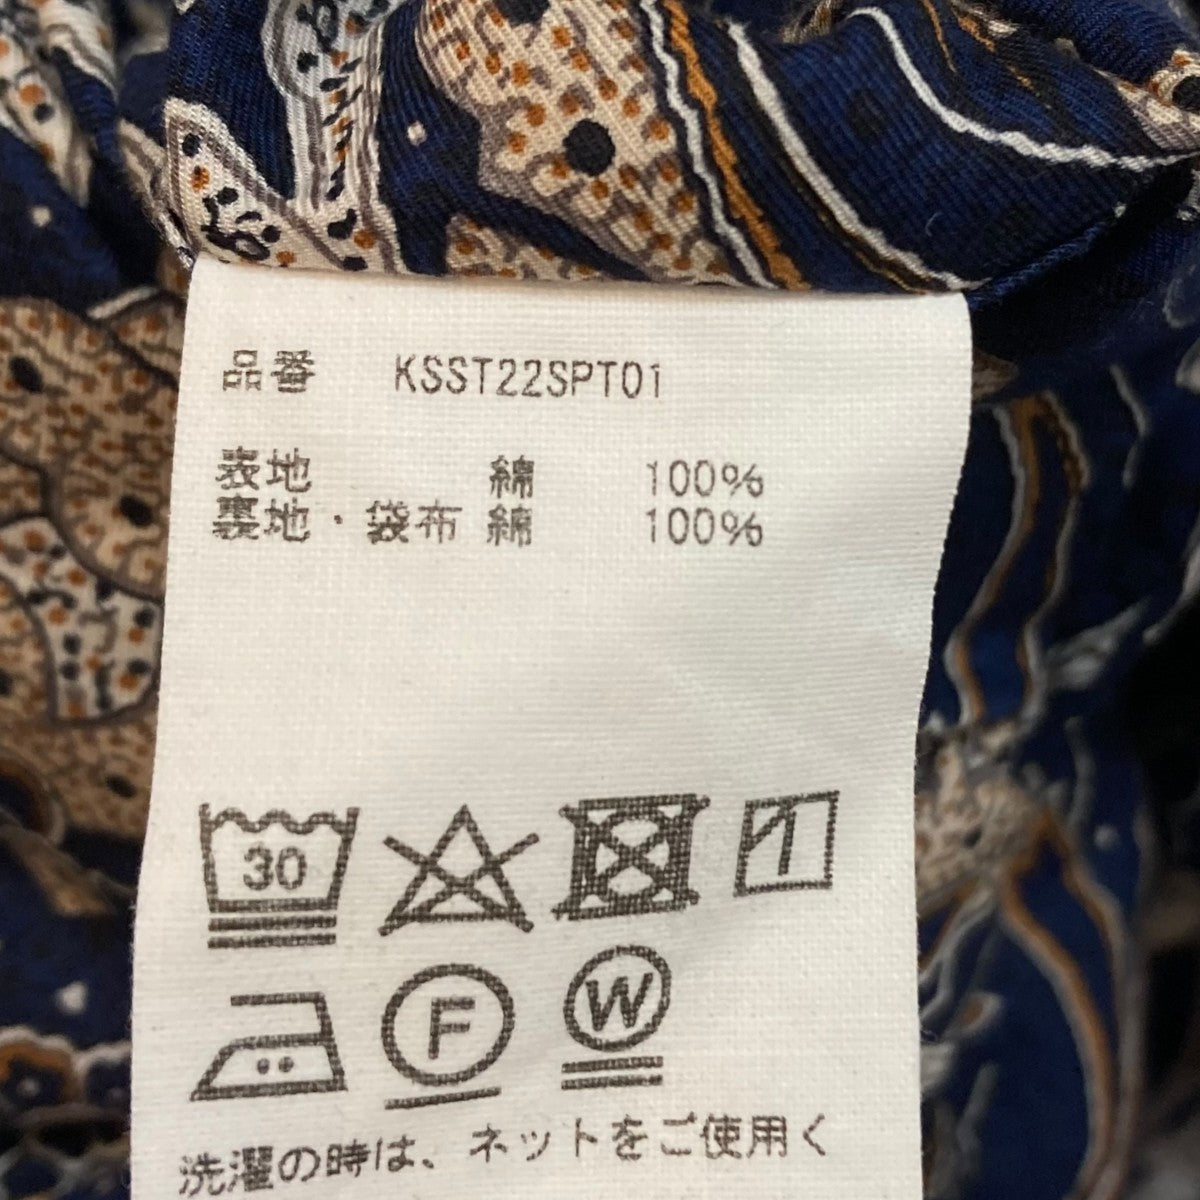 品番 KSST22SPT01
表地 綿 100%
裏地・袋布 綿 100%
30
F
W
洗濯の時は、ネットをご使用く